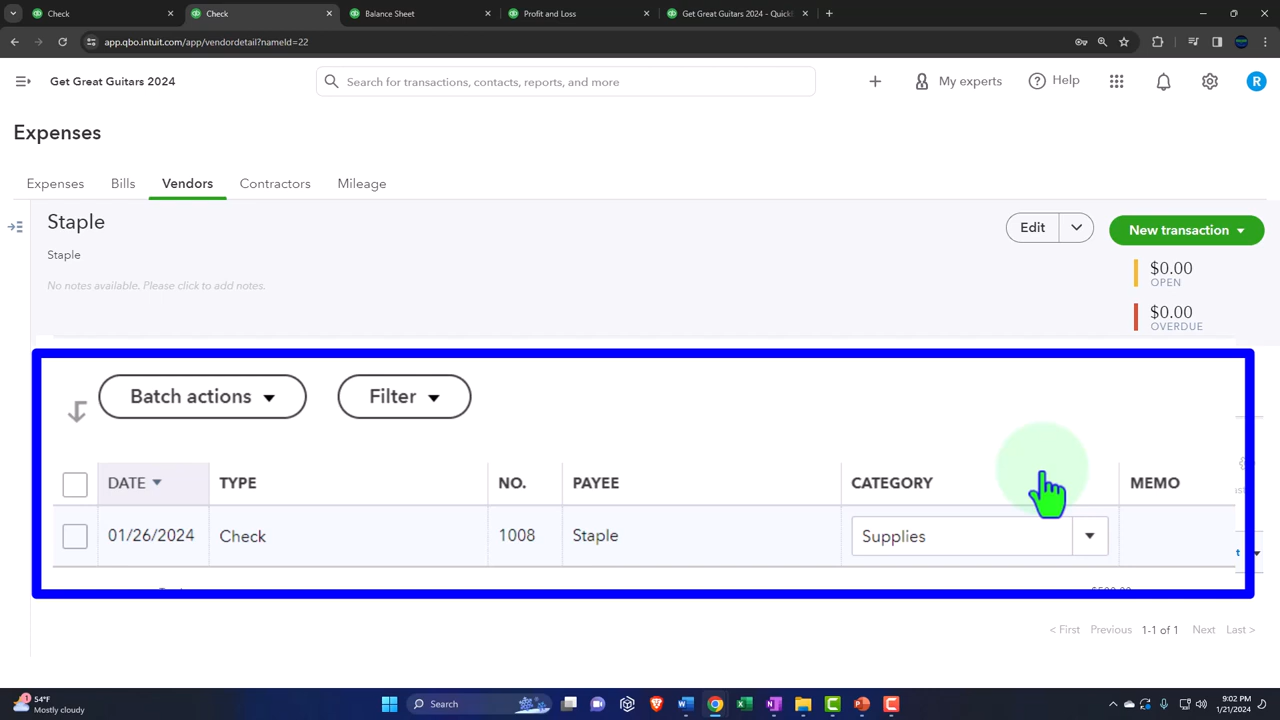 Check
Check
Balance Sheet
Profit and Loss
Get Great Guitars 2024 - Quick
app.qbo.intuit.com/app/vendordetail?nameId=22
Get Great Guitars 2024
Search for transactions, contacts, reports, and more
My experts
Help
R
Expenses
Expenses Bills Vendors Contractors Mileage
Staple
Edit
New transaction
Staple
$0.00
OPEN
No notes available. Please click to add notes.
$0.00
OVERDUE
Batch actions
Filter
DATE TYPE NO. PAYEE CATEGORY MEMO
01/26/2024 Check 1008 Staple Supplies
< First Previous 1-1 of 1 Next Last >
54°F
Mostly cloudy
Search
9:02 PM
1/21/2024